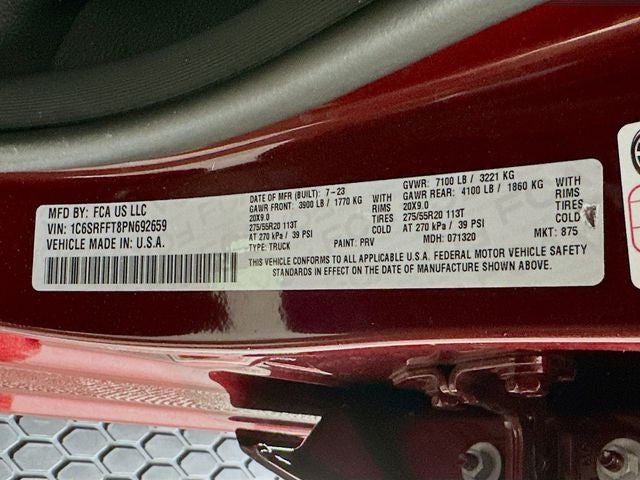 MFD BY: FCA US LLC
VIN: 1C6SRFFT8PN692659
VEHICLE MADE IN U.S.A.
DATE OF MFR (BUILT): 7-23
GAWR FRONT: 3900 LB / 1770 KG WITH
20X9.0 RIMS
275/55R20 113T TIRES
AT 270 kPa / 39 PSI
TYPE: TRUCK PAINT: PRV
GVWR: 7100 LB / 3221 KG
GAWR REAR: 4100 LB / 1860 KG WITH
20X9.0 RIMS
275/55R20 113T TIRES
AT 270 kPa / 39 PSI COLD
MDH: 071320 MKT: 875
THIS VEHICLE CONFORMS TO ALL APPLICABLE U.S.A. FEDERAL MOTOR VEHICLE SAFETY
STANDARDS IN EFFECT ON THE DATE OF MANUFACTURE SHOWN ABOVE.